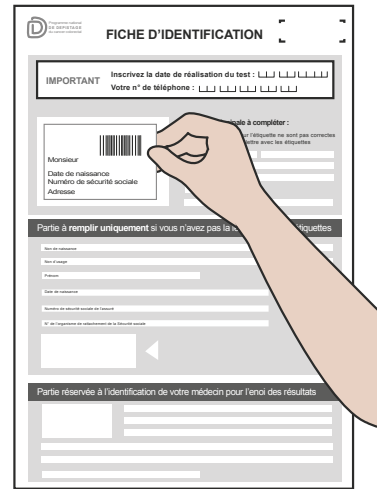 Programme national
DE DÉPISTAGE
du cancer colorectal
FICHE D'IDENTIFICATION
IMPORTANT
Inscrivez la date de réalisation du test :
Votre n° de téléphone :
à compléter :
l'étiquette ne sont pas correctes
avec les étiquettes
Monsieur
Date de naissance
Numéro de sécurité sociale
Adresse
Partie à remplir uniquement si vous n'avez pas la étiquettes
Nom de naissance
Nom d'usage
Prénom
Date de naissance
Numéro de sécurité sociale de l'assuré
N° de l'organisme de rattachement de la Sécurité sociale
Partie réservée à l'identification de votre médecin pour l'enoi des résultats